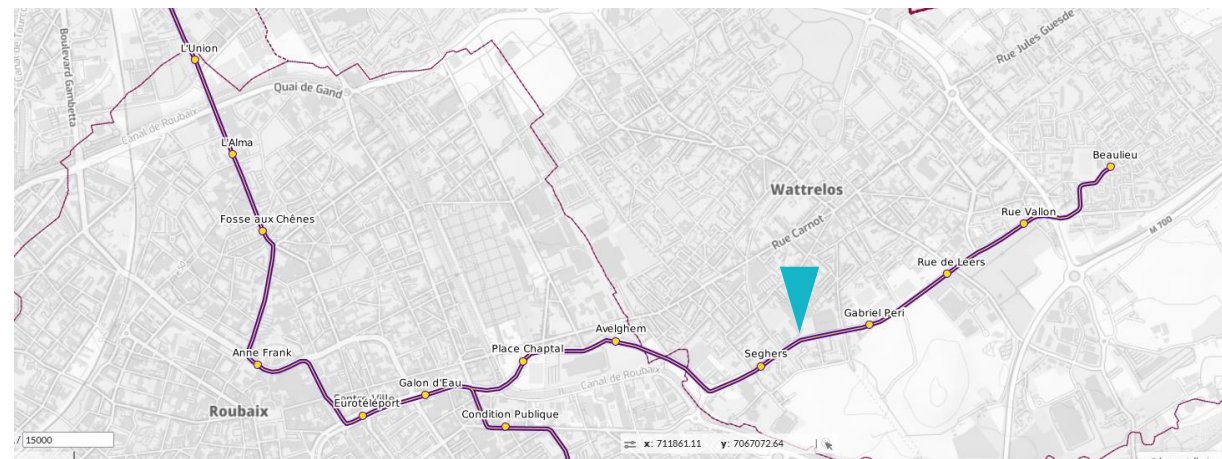 L'Union
Boulevard Gambetta
Quai de Gand
Canal de Roubaix
Rue Jules Guesde
L'Alma
Beaulieu
Wattrelos
Fosse aux Chênes
Rue Vallon
Rue Carnot
M 700
Rue de Leers
Gabriel Peri
Avelghem
Anne Frank
Place Chaptal
Seghers
Canal de Roubaix
Galon d'Eau
Eurotéléport
Roubaix
Condition Publique
/ 15000
x: 711861.11 y: 7067072.64